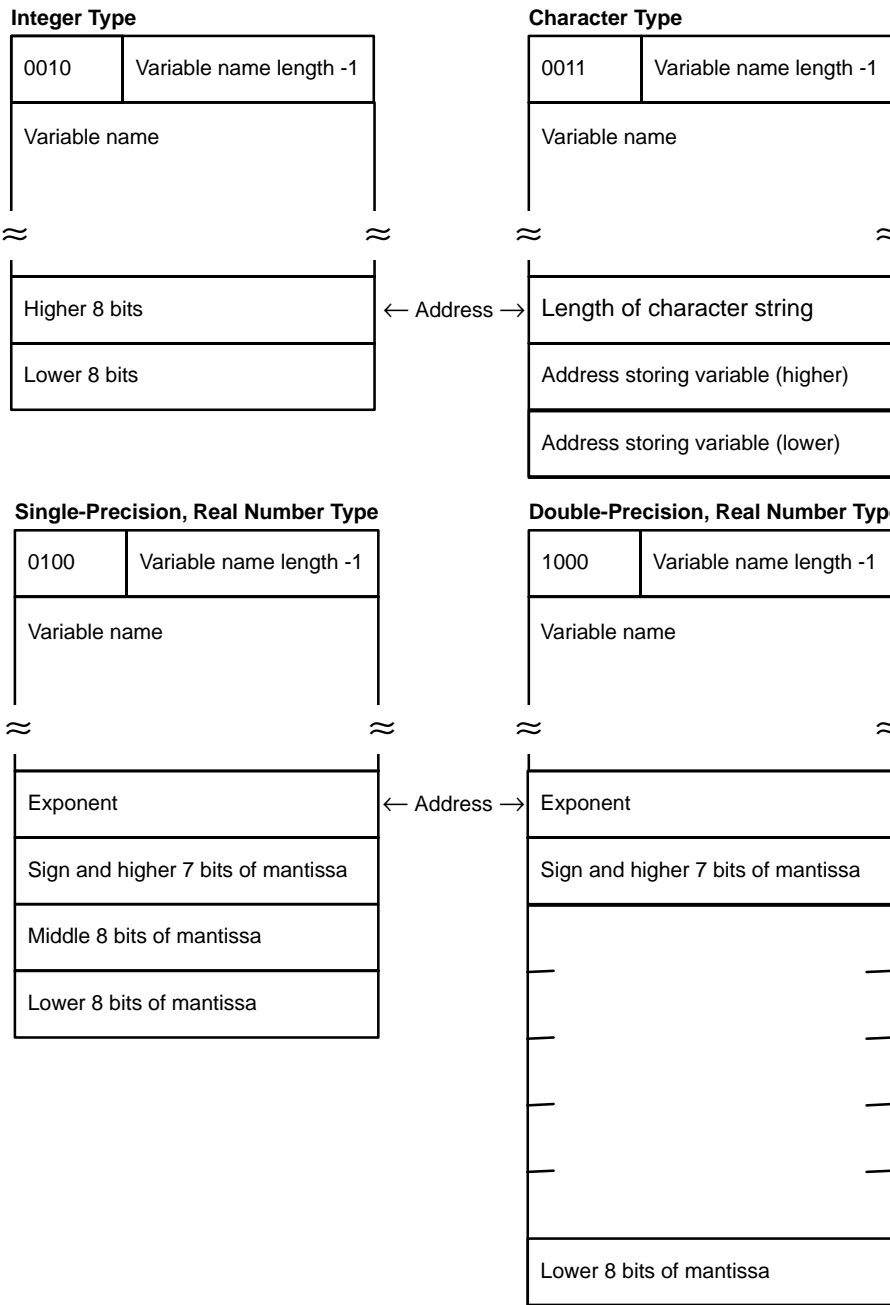 Integer Type
0010 Variable name length -1
Variable name
Higher 8 bits
Lower 8 bits
← Address →
Character Type
0011 Variable name length -1
Variable name
Length of character string
Address storing variable (higher)
Address storing variable (lower)
Single-Precision, Real Number Type
0100 Variable name length -1
Variable name
Exponent
Sign and higher 7 bits of mantissa
Middle 8 bits of mantissa
Lower 8 bits of mantissa
← Address →
Double-Precision, Real Number Type
1000 Variable name length -1
Variable name
Exponent
Sign and higher 7 bits of mantissa
Lower 8 bits of mantissa